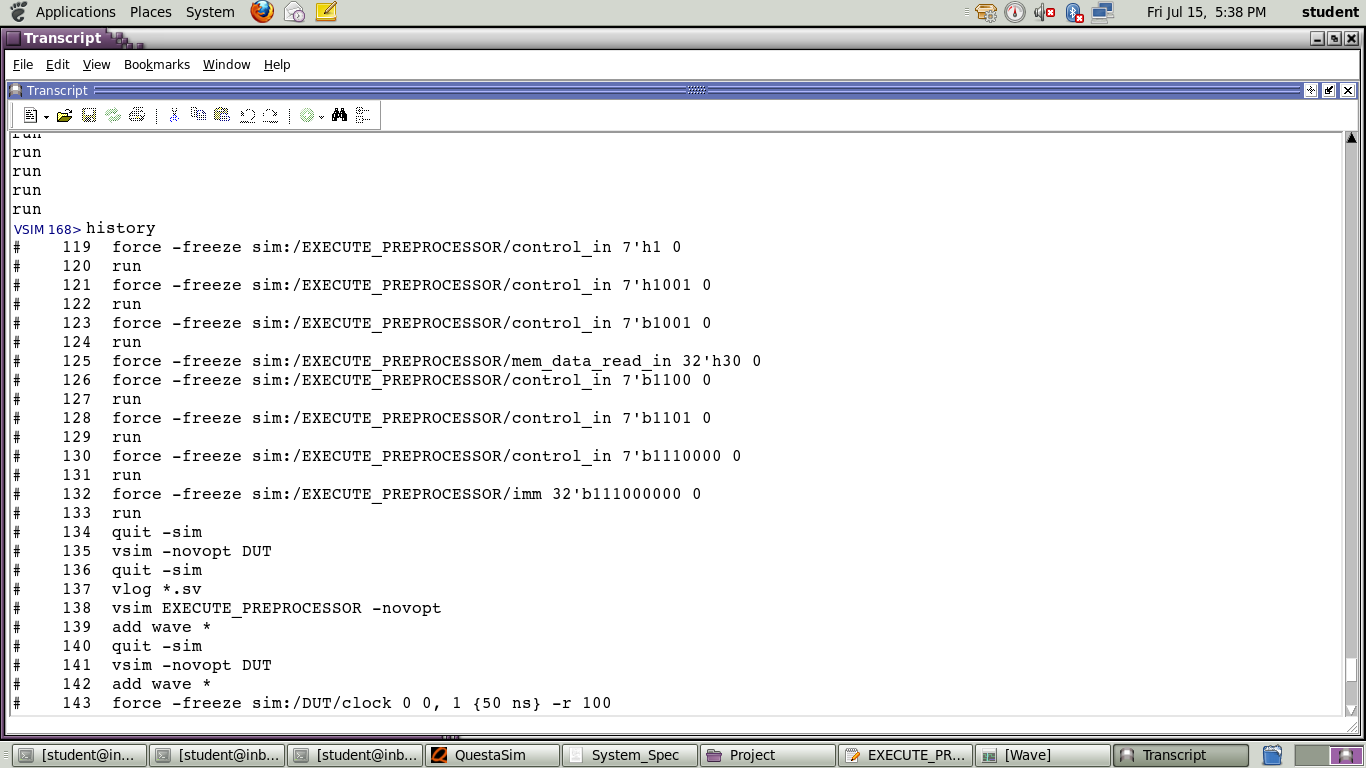 Applications Places System Fri Jul 15, 5:38 PM student
Transcript
File Edit View Bookmarks Window Help
Transcript
run
run
run
run
run
VSIM 168> history
# 119 force -freeze sim:/EXECUTE_PREPROCESSOR/control_in 7'h1 0
# 120 run
# 121 force -freeze sim:/EXECUTE_PREPROCESSOR/control_in 7'h1001 0
# 122 run
# 123 force -freeze sim:/EXECUTE_PREPROCESSOR/control_in 7'b1001 0
# 124 run
# 125 force -freeze sim:/EXECUTE_PREPROCESSOR/mem_data_read_in 32'h30 0
# 126 force -freeze sim:/EXECUTE_PREPROCESSOR/control_in 7'b1100 0
# 127 run
# 128 force -freeze sim:/EXECUTE_PREPROCESSOR/control_in 7'b1101 0
# 129 run
# 130 force -freeze sim:/EXECUTE_PREPROCESSOR/control_in 7'b1110000 0
# 131 run
# 132 force -freeze sim:/EXECUTE_PREPROCESSOR/imm 32'b111000000 0
# 133 run
# 134 quit -sim
# 135 vsim -novopt DUT
# 136 quit -sim
# 137 vlog *.sv
# 138 vsim EXECUTE_PREPROCESSOR -novopt
# 139 add wave *
# 140 quit -sim
# 141 vsim -novopt DUT
# 142 add wave *
# 143 force -freeze sim:/DUT/clock 0 0, 1 {50 ns} -r 100
[student@in... [student@inb... [student@inb... QuestaSim System_Spec Project EXECUTE_PR... [Wave] Transcript